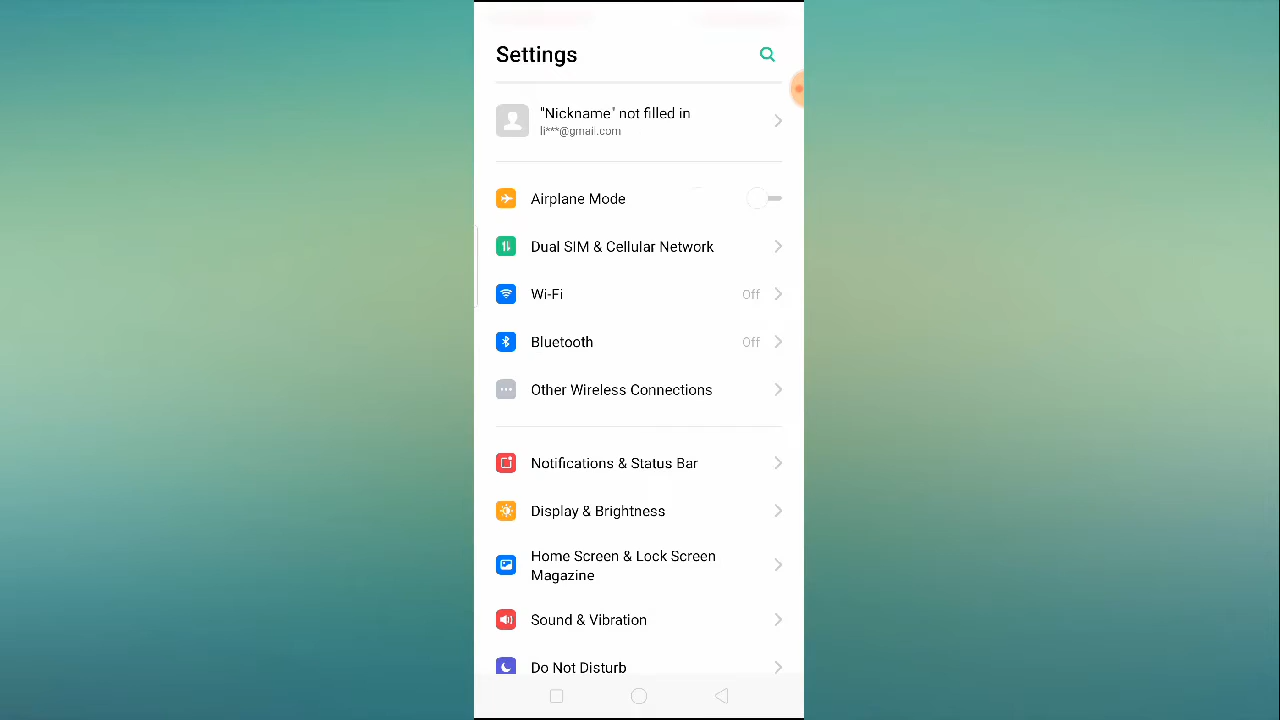 Settings
"Nickname" not filled in
li***@gmail.com
Airplane Mode
Dual SIM & Cellular Network
Wi-Fi Off
Bluetooth Off
Other Wireless Connections
Notifications & Status Bar
Display & Brightness
Home Screen & Lock Screen
Magazine
Sound & Vibration
Do Not Disturb